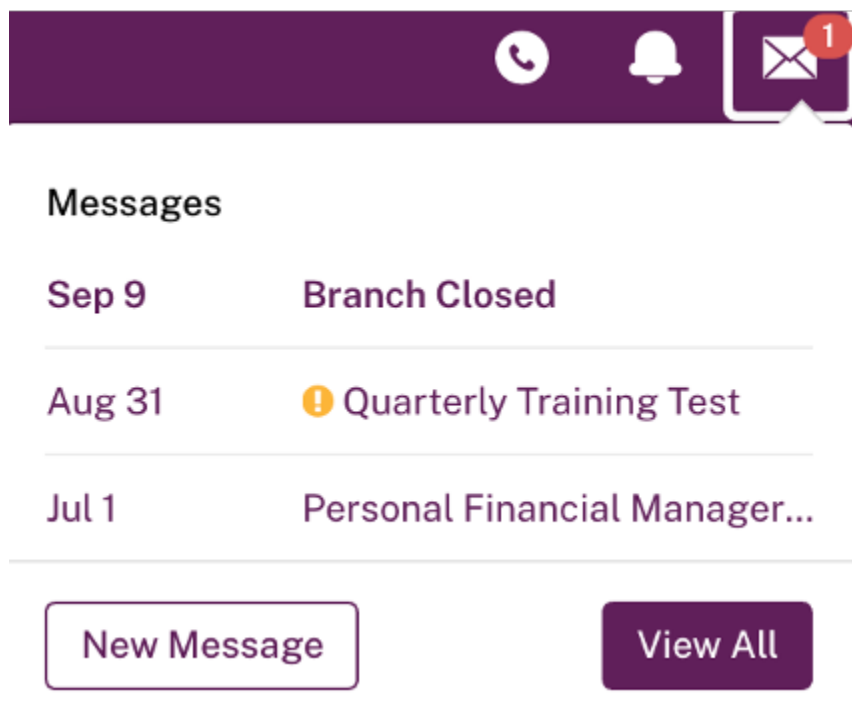 1
Messages
Sep 9 Branch Closed
Aug 31 Quarterly Training Test
Jul 1 Personal Financial Manager...
New Message View All